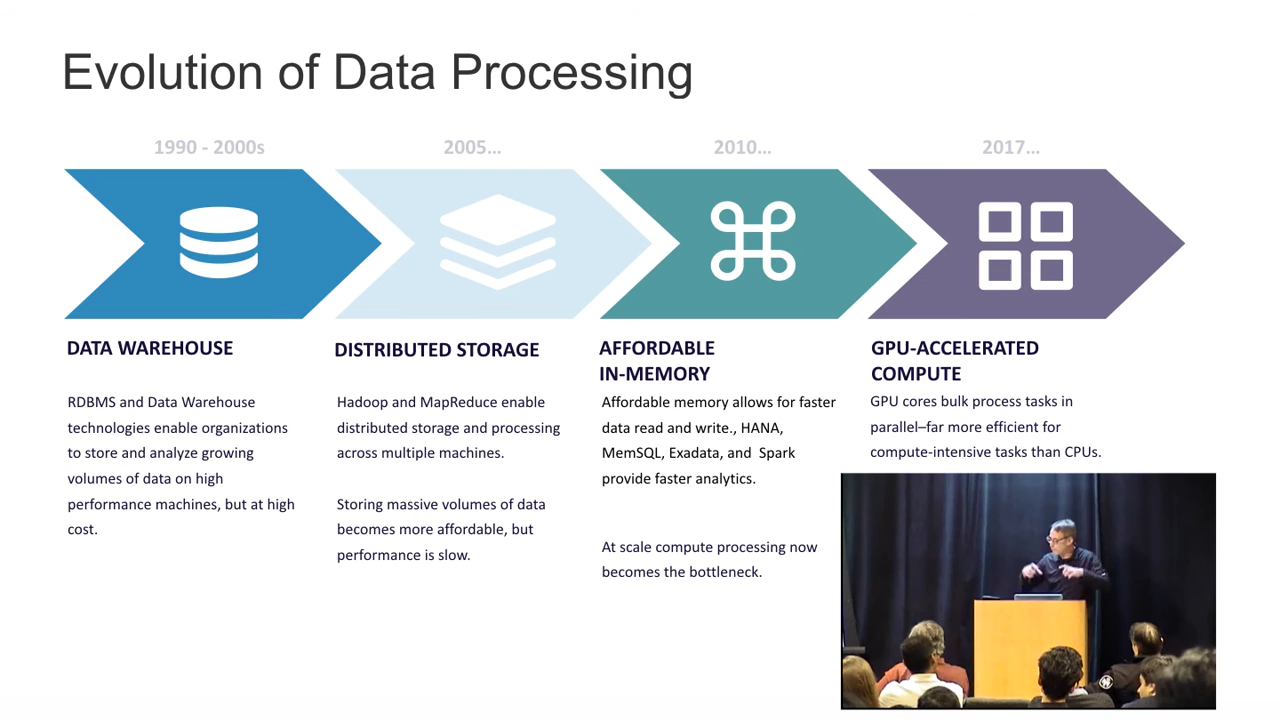 Evolution of Data Processing
1990 - 2000s
2005...
2010...
2017...
DATA WAREHOUSE
RDBMS and Data Warehouse
technologies enable organizations
to store and analyze growing
volumes of data on high
performance machines, but at high
cost.
DISTRIBUTED STORAGE
Hadoop and MapReduce enable
distributed storage and processing
across multiple machines.
Storing massive volumes of data
becomes more affordable, but
performance is slow.
AFFORDABLE
IN-MEMORY
Affordable memory allows for faster
data read and write., HANA,
MemSQL, Exadata, and  Spark
provide faster analytics.
At scale compute processing now
becomes the bottleneck.
GPU-ACCELERATED
COMPUTE
GPU cores bulk process tasks in
parallel–far more efficient for
compute-intensive tasks than CPUs.